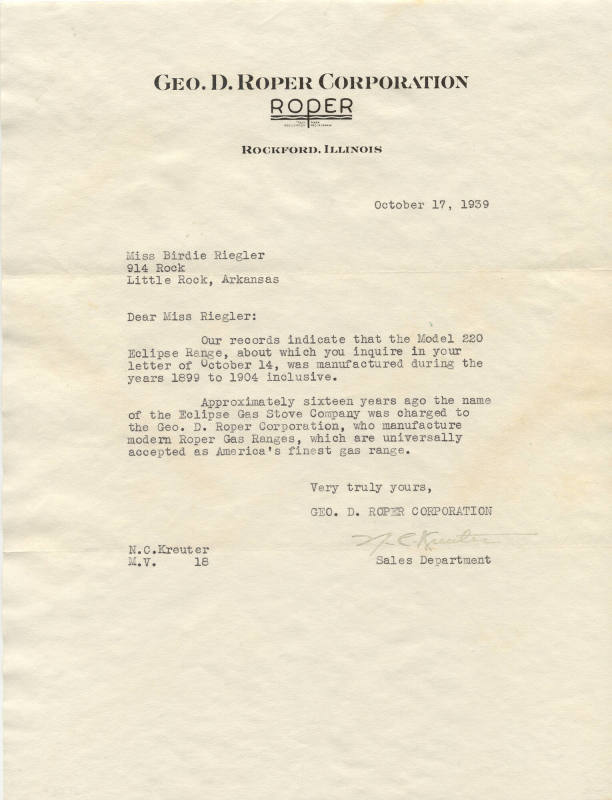 GEO. D. ROPER CORPORATION
ROPER
ROCKFORD, ILLINOIS
October 17, 1939
Miss Birdie Riegler
914 Rock
Little Rock, Arkansas
Dear Miss Riegler:
Our records indicate that the Model 220
Eclipse Range, about which you inquire in your
letter of October 14, was manufactured during the
years 1899 to 1904 inclusive.
Approximately sixteen years ago the name
of the Eclipse Gas Stove Company was charged to
the Geo. D. Roper Corporation, who manufacture
modern Roper Gas Ranges, which are universally
accepted as America's finest gas range.
Very truly yours,
GEO. D. ROPER CORPORATION
N. C. Kreuter
N.C.Kreuter
M.V. 18
Sales Department